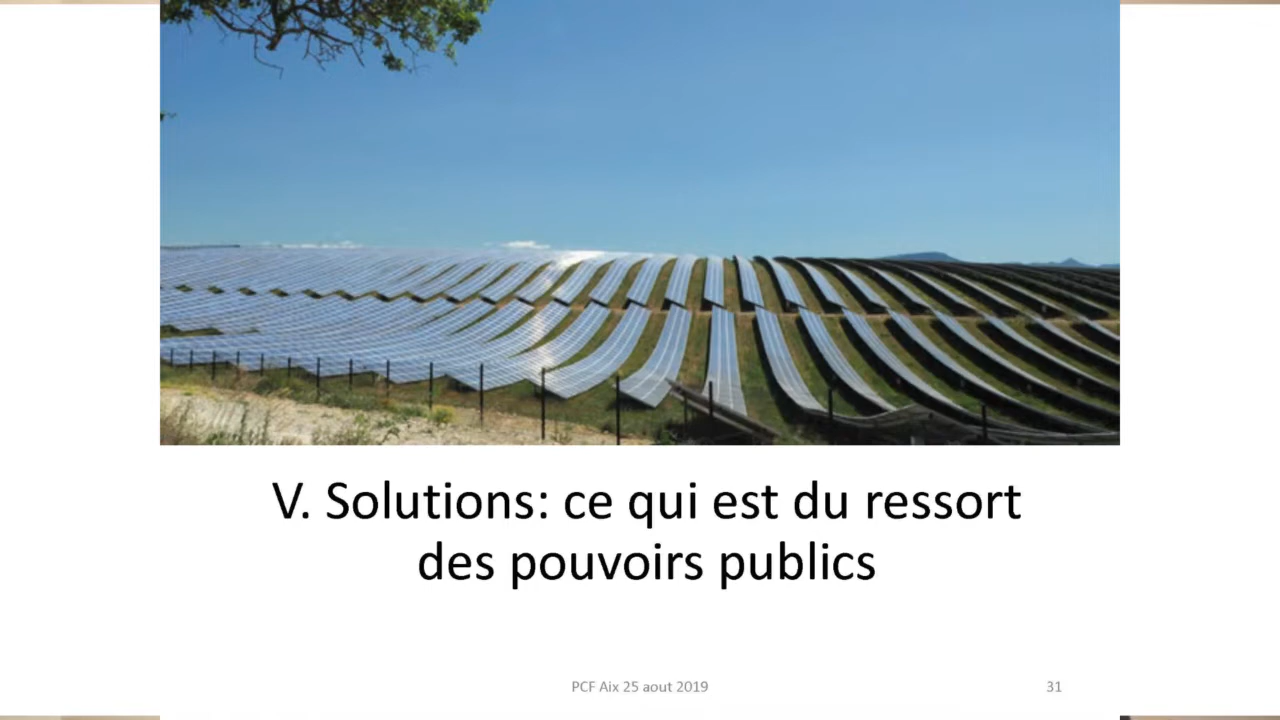 V. Solutions: ce qui est du ressort
des pouvoirs publics
PCF Aix 25 aout 2019
31